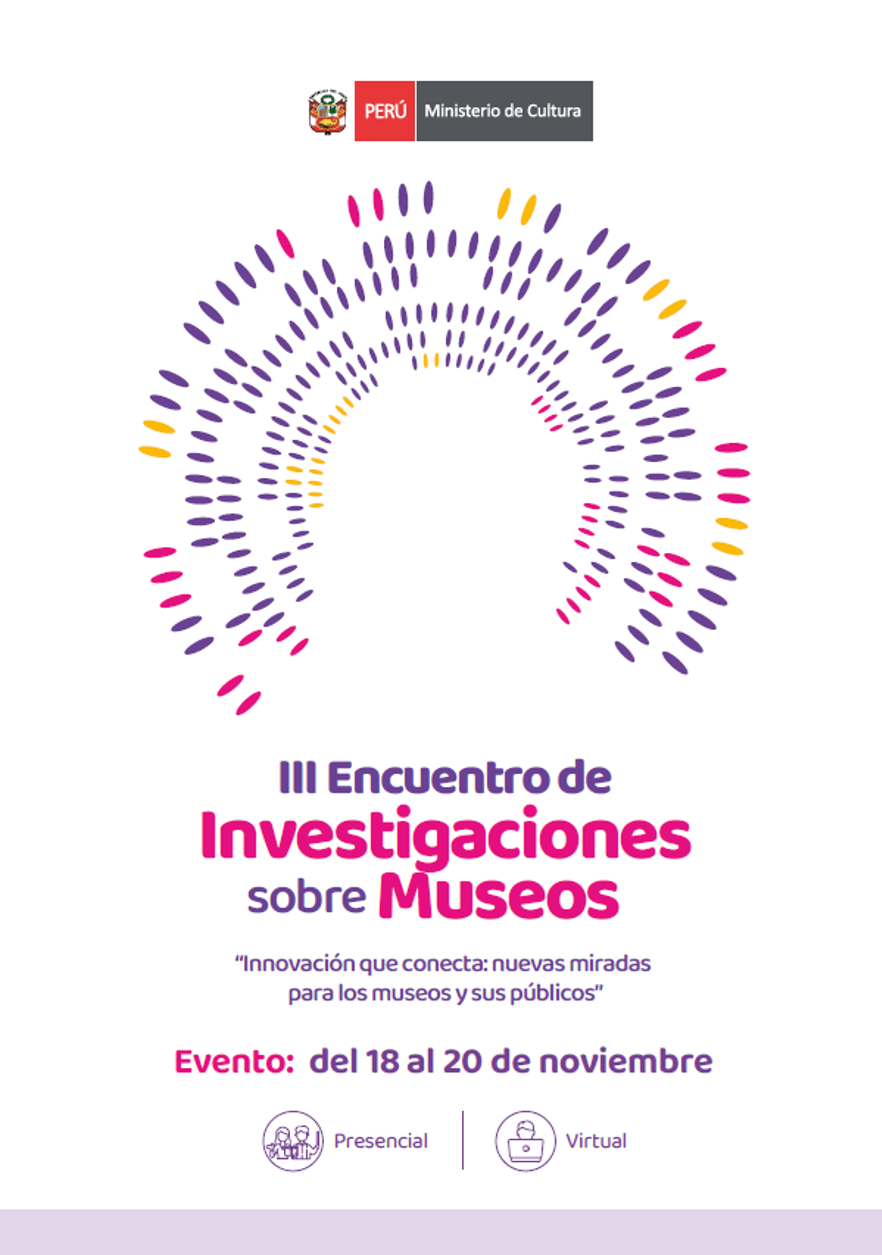 PERÚ Ministerio de Cultura
III Encuentro de
Investigaciones
sobre Museos
“Innovación que conecta: nuevas miradas
para los museos y sus públicos”
Evento: del 18 al 20 de noviembre
Presencial Virtual